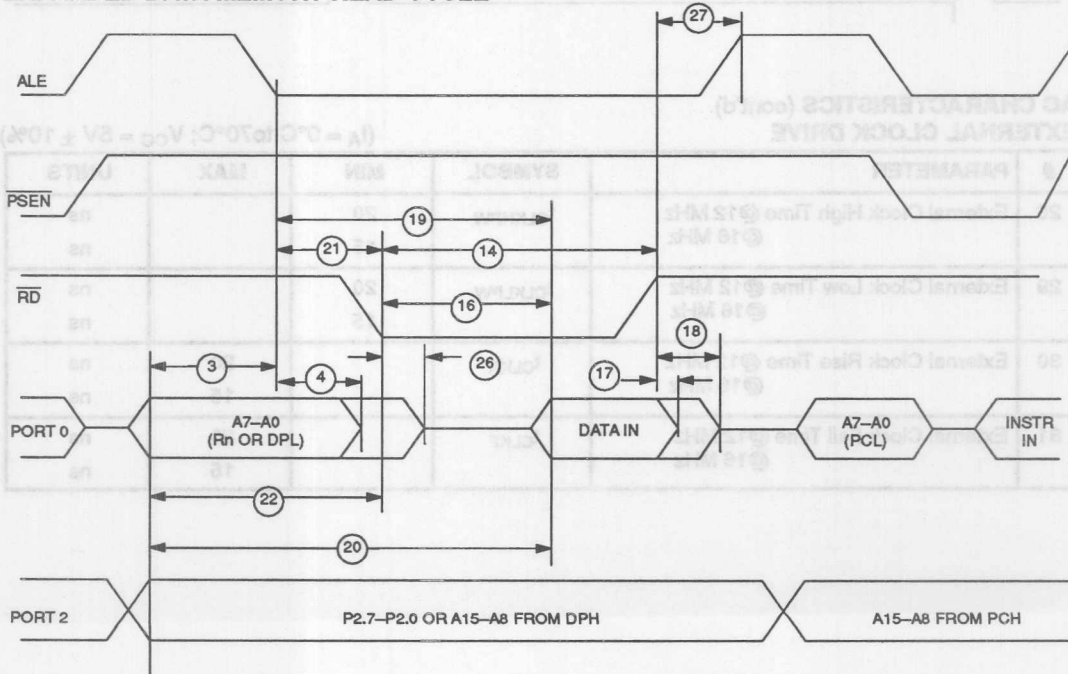 27
ALE
AC CHARACTERISTICS (cont'd)
EXTERNAL CLOCK DRIVE
# PARAMETER SYMBOL MIN MAX UNITS
PSEN
28 External Clock High Time @12 MHz 20 ns
@16 MHz ns
19
21
14
RD
29 External Clock Low Time @12 MHz 20 ns
@16 MHz 15 ns
16
18
30 External Clock Rise Time ns
15 ns
3
4
26
17
PORT 0
A7–A0
(Rn OR DPL)
DATA IN
A7–A0
(PCL)
INSTR
IN
31 External Clock Fall Time @12 MHz ns
@16 MHz 15 ns
22
20
PORT 2
P2.7–P2.0 OR A15–A8 FROM DPH
A15–A8 FROM PCH